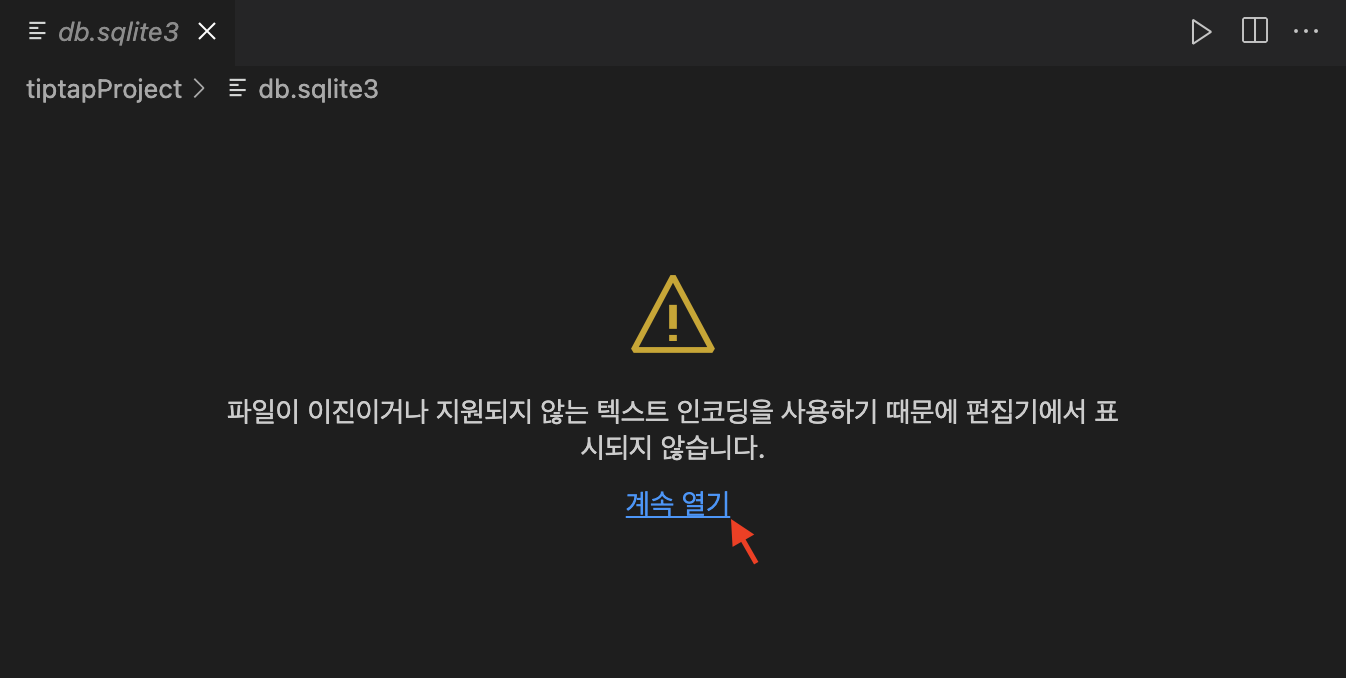 db.sqlite3
tiptapProject > db.sqlite3
파일이 이진이거나 지원되지 않는 텍스트 인코딩을 사용하기 때문에 편집기에서 표
시되지 않습니다.
계속 열기